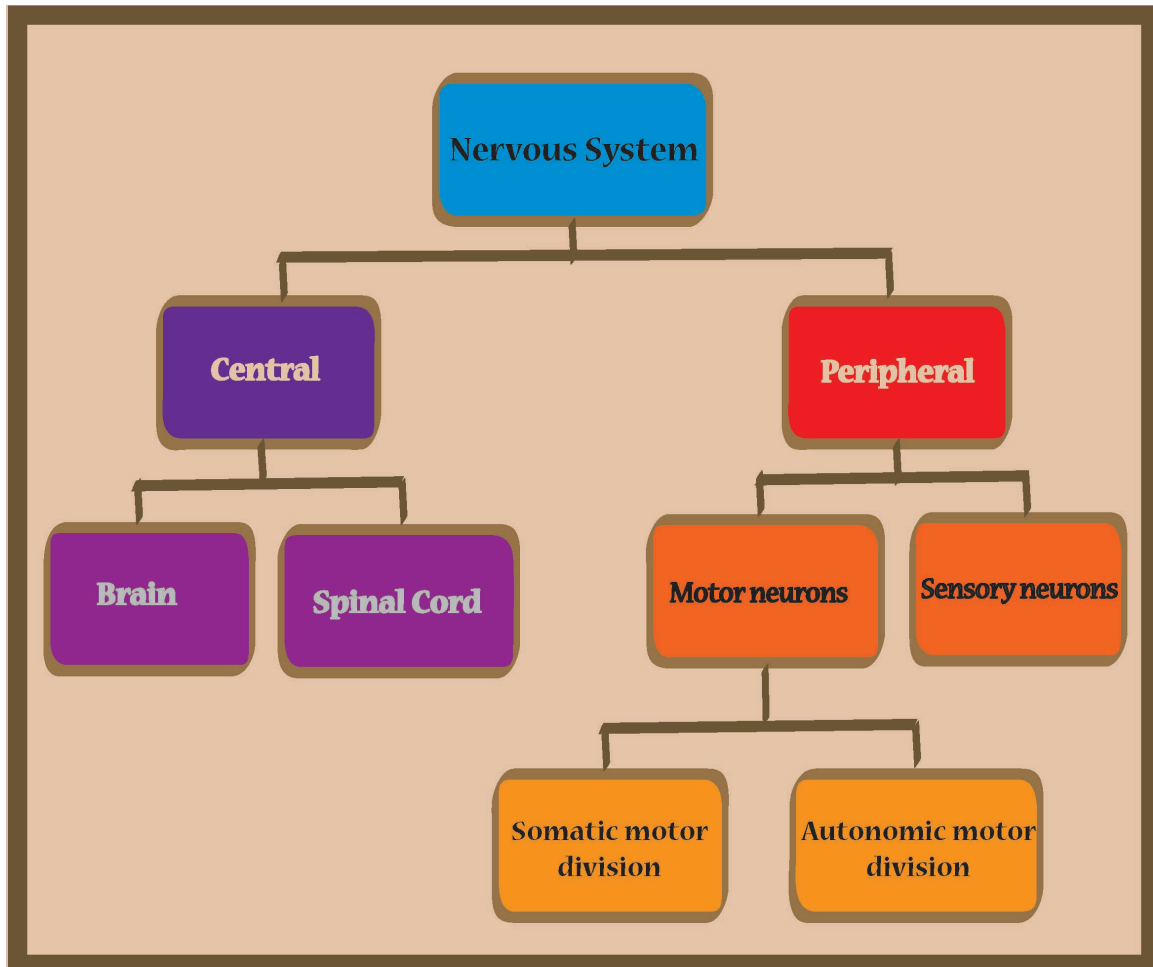 Nervous System
Central
Peripheral
Brain
Spinal Cord
Motor neurons
Sensory neurons
Somatic motor
division
Autonomic motor
division